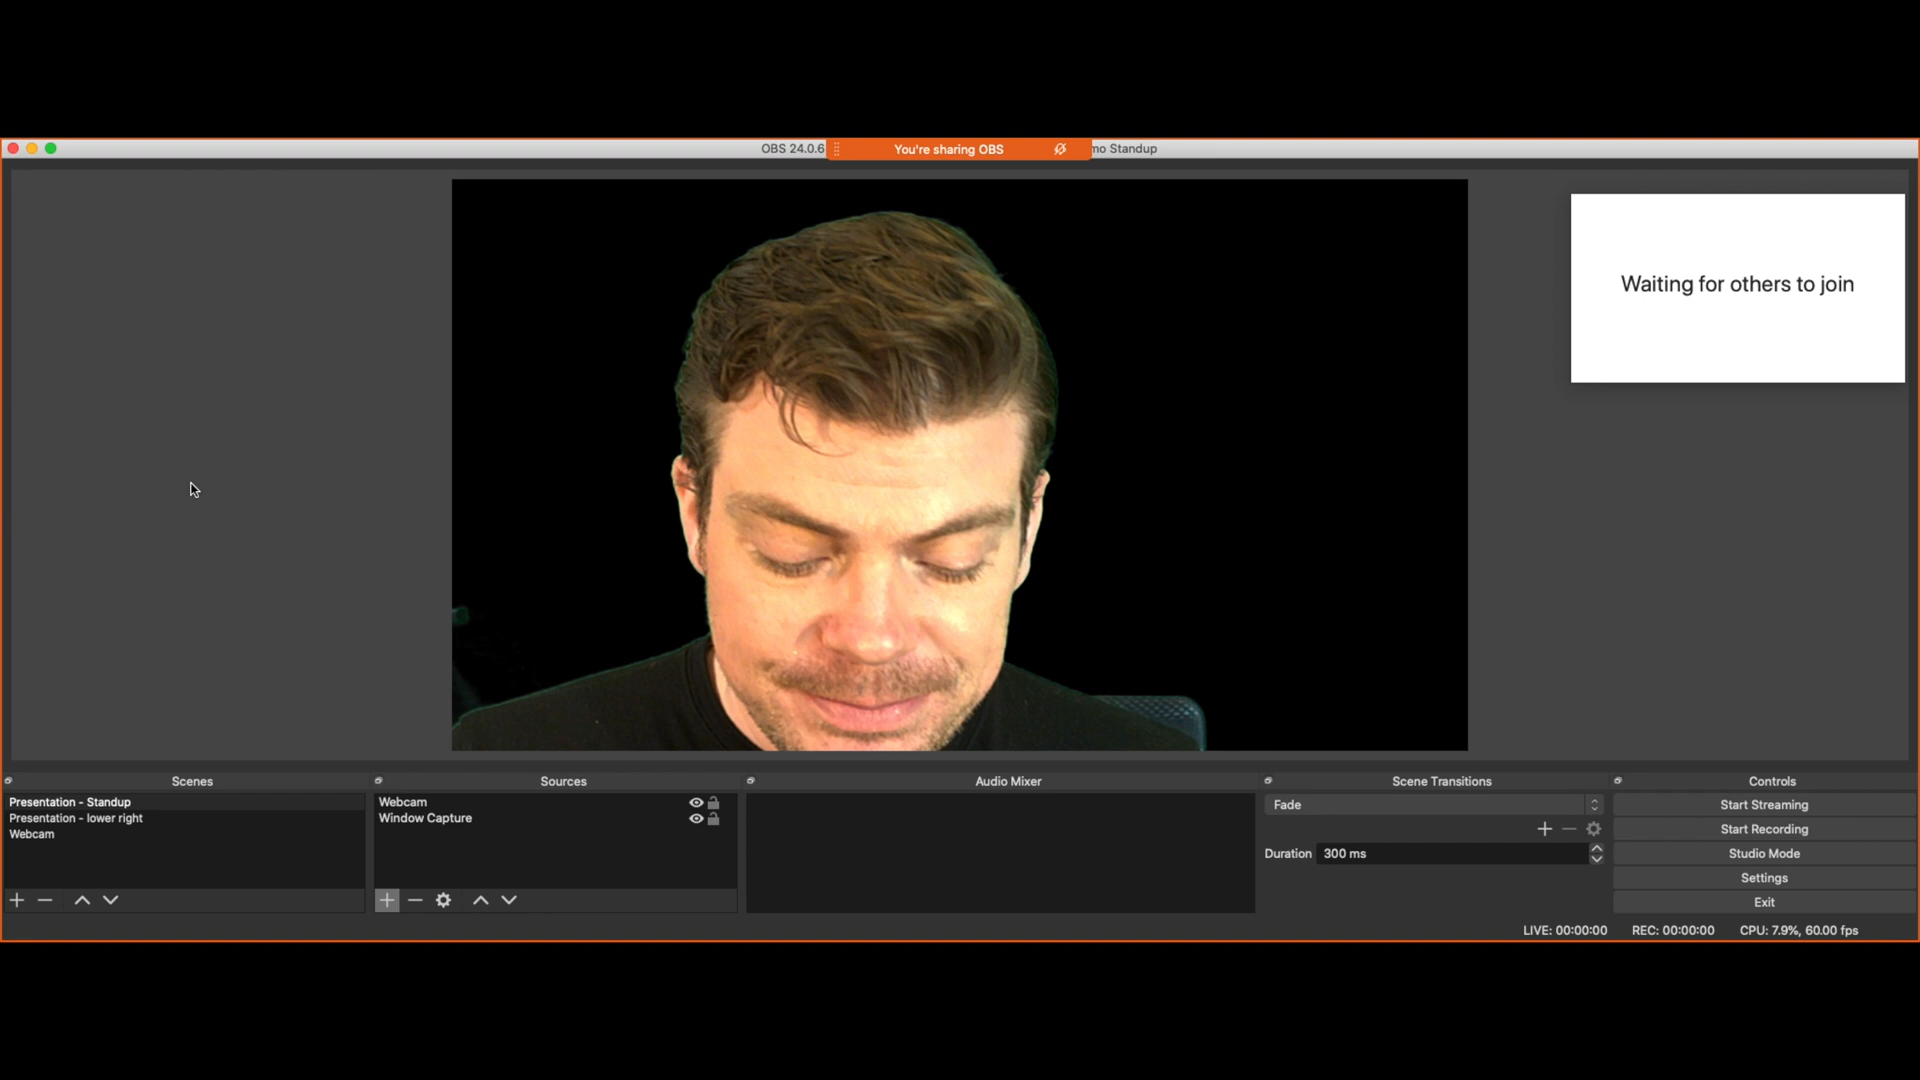 OBS 24.0.6
You're sharing OBS
mo Standup
Waiting for others to join
Scenes
Presentation - Standup
Presentation - lower right
Webcam
Sources
Webcam
Window Capture
Audio Mixer
Scene Transitions
Fade
Duration 300 ms
Controls
Start Streaming
Start Recording
Studio Mode
Settings
Exit
LIVE: 00:00:00 REC: 00:00:00 CPU: 7.9%, 60.00 fps